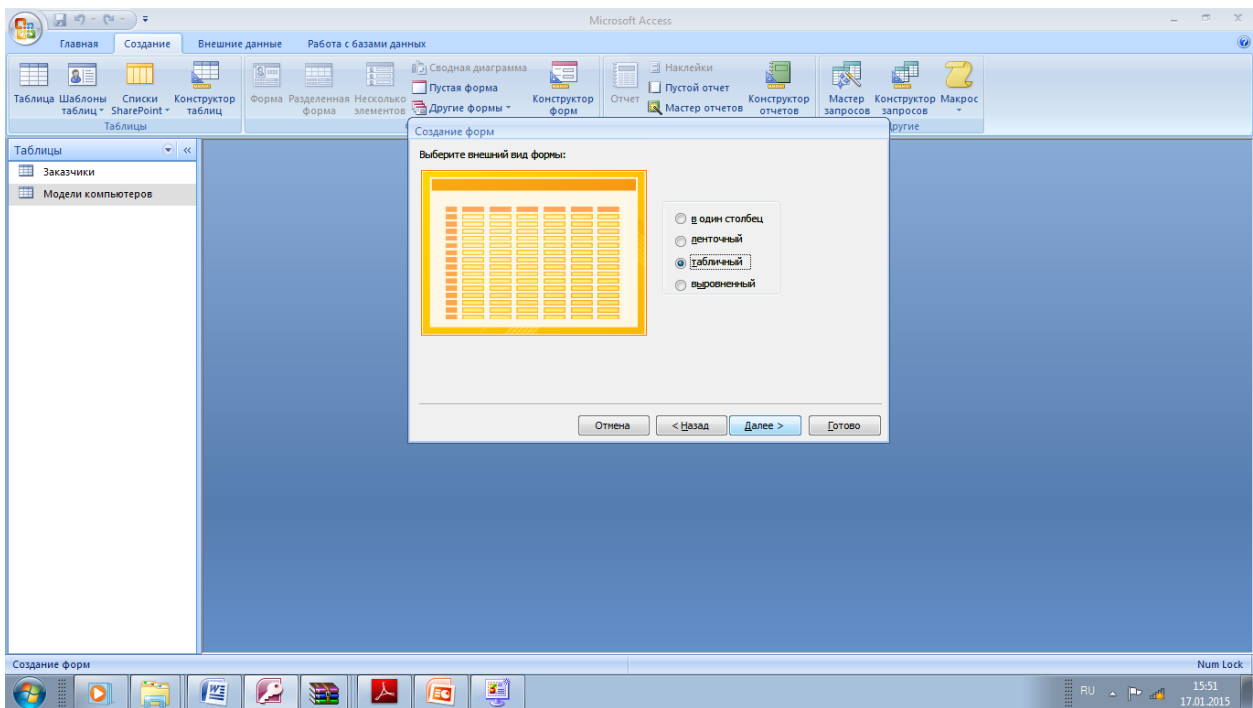 Microsoft Access
Главная Создание Внешние данные Работа с базами данных
Таблица
Шаблоны таблиц
Списки SharePoint
Конструктор таблиц
Таблицы
Форма
Разделенная форма
Несколько элементов
Сводная диаграмма
Пустая форма
Другие формы
Конструктор форм
Отчет
Наклейки
Пустой отчет
Мастер отчетов
Конструктор отчетов
Мастер запросов
Конструктор запросов
Макрос
Другие
Таблицы
Заказчики
Модели компьютеров
Создание форм
Выберите внешний вид формы:
в один столбец
ленточный
табличный
выровненный
Отмена
< Назад
Далее >
Готово
Создание форм
Num Lock
RU
15:51
17.01.2015